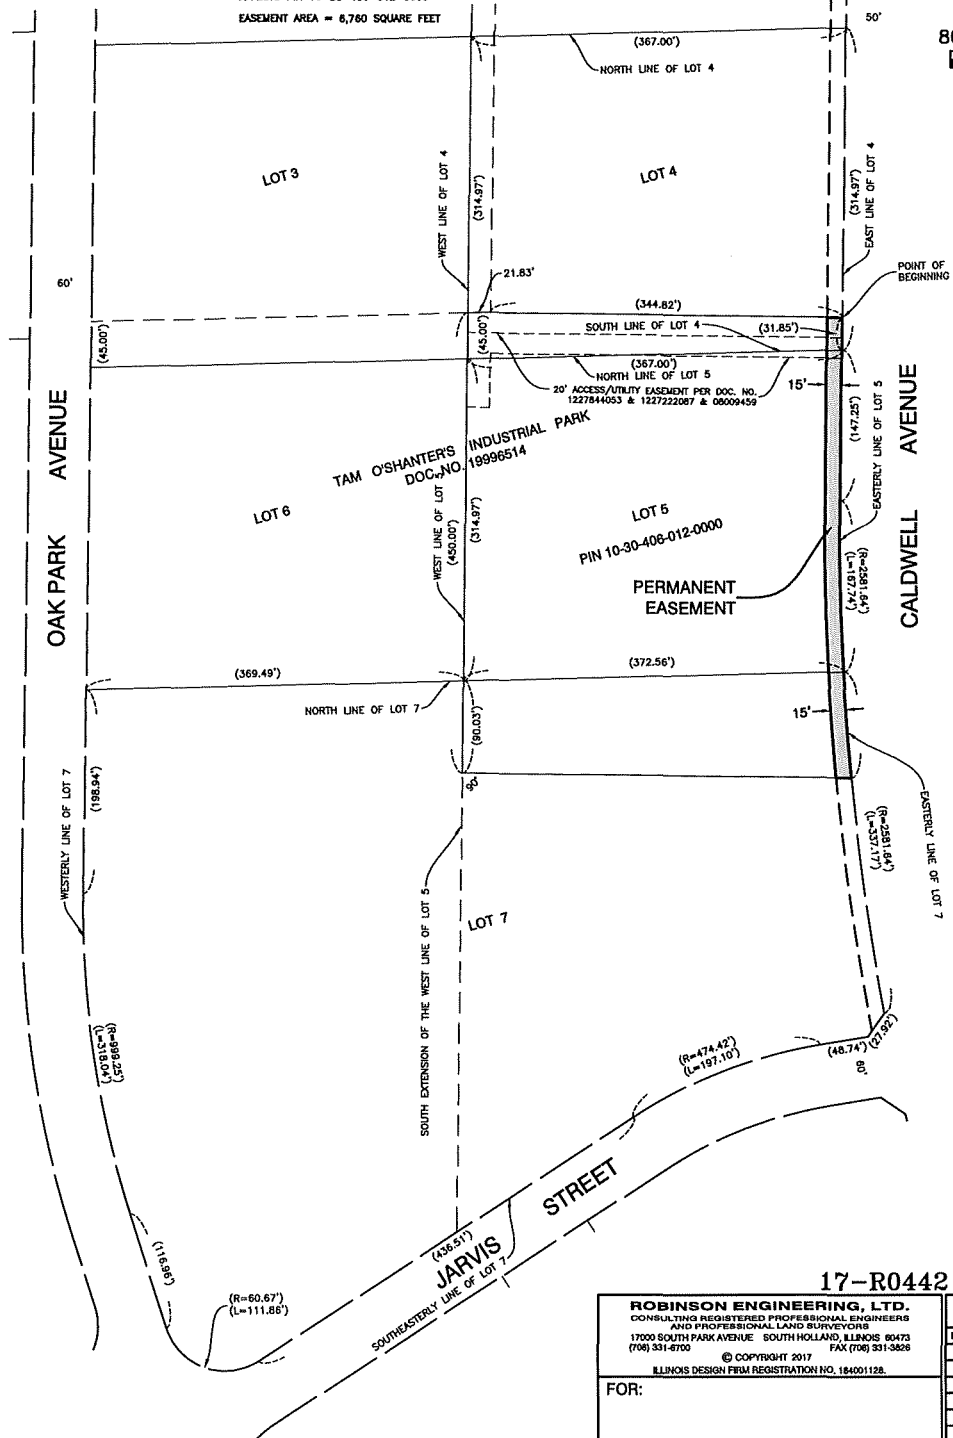 EASEMENT AREA = 6,760 SQUARE FEET
50'
(367.00')
NORTH LINE OF LOT 4
LOT 3
LOT 4
WEST LINE OF LOT 4
(314.97')
(314.97')
EAST LINE OF LOT 4
60'
POINT OF
BEGINNING
21.83'
(344.82')
(45.00')
(45.00')
SOUTH LINE OF LOT 4
(31.85')
(367.00')
NORTH LINE OF LOT 5
20' ACCESS/UTILITY EASEMENT PER DOC. NO.
1227844053 & 1227222087 & 08009459
15'
(147.25')
EASTERLY LINE OF LOT 5
OAK PARK AVENUE
CALDWELL AVENUE
TAM O'SHANTER'S INDUSTRIAL PARK
DOC. NO. 19996514
LOT 6
WEST LINE OF LOT
(450.00')
(314.97')
LOT 5
PIN 10-30-406-012-0000
PERMANENT
EASEMENT
(R=2581.64')
(L=167.74')
(369.49')
(372.56')
NORTH LINE OF LOT 7
(90.03')
15'
90'
WESTERLY LINE OF LOT 7
(198.94')
(R=2581.64')
(L=337.17')
EASTERLY LINE OF LOT 7
SOUTH EXTENSION OF THE WEST LINE OF LOT 5
LOT 7
(R=999.25')
(L=318.04')
(R=474.42')
(L=197.10')
(48.74')
(27.92')
60'
JARVIS STREET
(436.51')
SOUTHEASTERLY LINE OF LOT 7
(116.96')
(R=60.67')
(L=111.86')
17-R0442
ROBINSON ENGINEERING, LTD.
CONSULTING REGISTERED PROFESSIONAL ENGINEERS
AND PROFESSIONAL LAND SURVEYORS
17000 SOUTH PARK AVENUE SOUTH HOLLAND, ILLINOIS 60473
(708) 331-6700 FAX (708) 331-3826
© COPYRIGHT 2017
ILLINOIS DESIGN FIRM REGISTRATION NO. 184001128.
FOR: